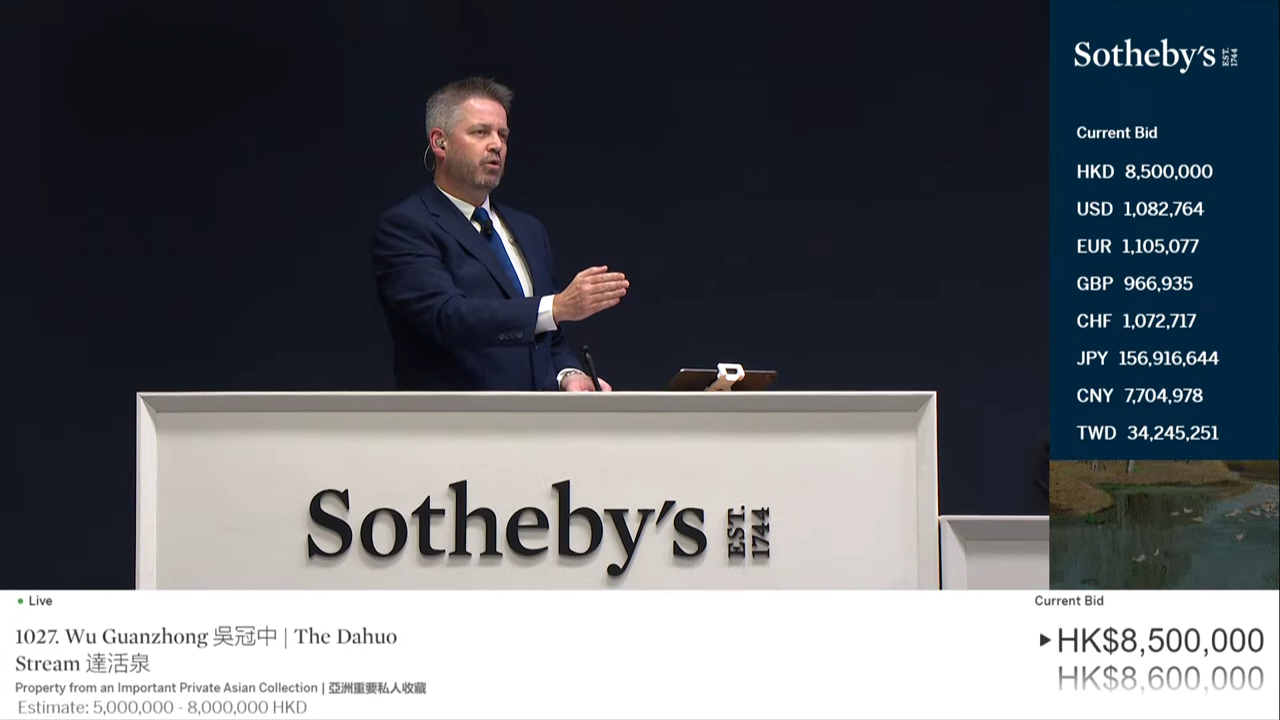 Sotheby's EST. 1744
Current Bid
HKD 8,500,000
USD 1,082,764
EUR 1,105,077
GBP 966,935
CHF 1,072,717
JPY 156,916,644
CNY 7,704,978
TWD 34,245,251
Sotheby's EST. 1744
Live
1027. Wu Guanzhong 吳冠中 | The Dahuo
Stream 達活泉
Property from an Important Private Asian Collection | 亞洲重要私人收藏
Estimate: 5,000,000 - 8,000,000 HKD
Current Bid
HK$8,500,000
HK$8,600,000